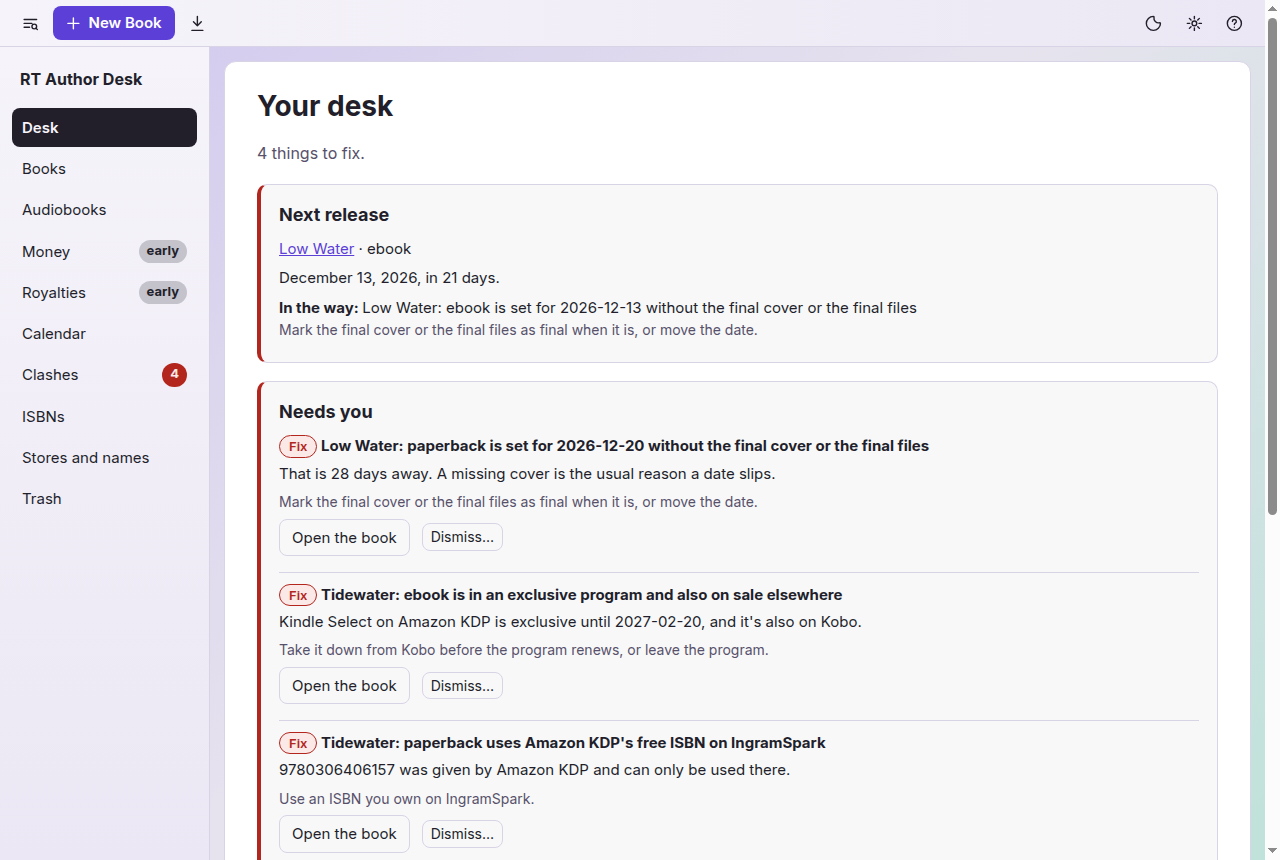 New Book
RT Author Desk
Desk
Books
Audiobooks
Money early
Royalties early
Calendar
Clashes 4
ISBNs
Stores and names
Trash
Your desk
4 things to fix.
Next release
Low Water · ebook
December 13, 2026, in 21 days.
In the way: Low Water: ebook is set for 2026-12-13 without the final cover or the final files
Mark the final cover or the final files as final when it is, or move the date.
Needs you
Fix Low Water: paperback is set for 2026-12-20 without the final cover or the final files
That is 28 days away. A missing cover is the usual reason a date slips.
Mark the final cover or the final files as final when it is, or move the date.
Open the book Dismiss...
Fix Tidewater: ebook is in an exclusive program and also on sale elsewhere
Kindle Select on Amazon KDP is exclusive until 2027-02-20, and it's also on Kobo.
Take it down from Kobo before the program renews, or leave the program.
Open the book Dismiss...
Fix Tidewater: paperback uses Amazon KDP's free ISBN on IngramSpark
9780306406157 was given by Amazon KDP and can only be used there.
Use an ISBN you own on IngramSpark.
Open the book Dismiss...